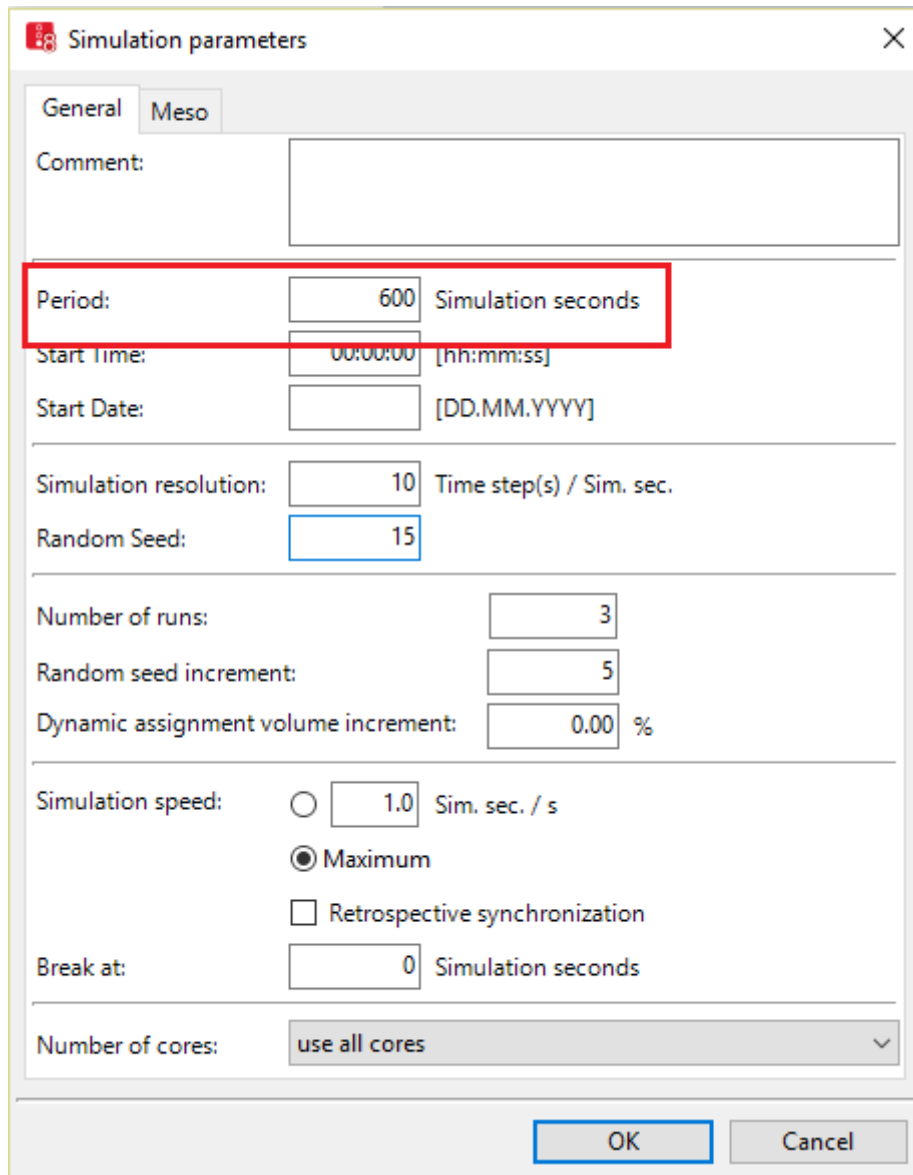 8 Simulation parameters
General Meso
Comment:
Period: 600 Simulation seconds
Start Time: 00:00:00 [hh:mm:ss]
Start Date: [DD.MM.YYYY]
Simulation resolution: 10 Time step(s) / Sim. sec.
Random Seed: 15
Number of runs: 3
Random seed increment: 5
Dynamic assignment volume increment: 0.00 %
Simulation speed: 1.0 Sim. sec. / s
Maximum
Retrospective synchronization
Break at: 0 Simulation seconds
Number of cores: use all cores
OK Cancel